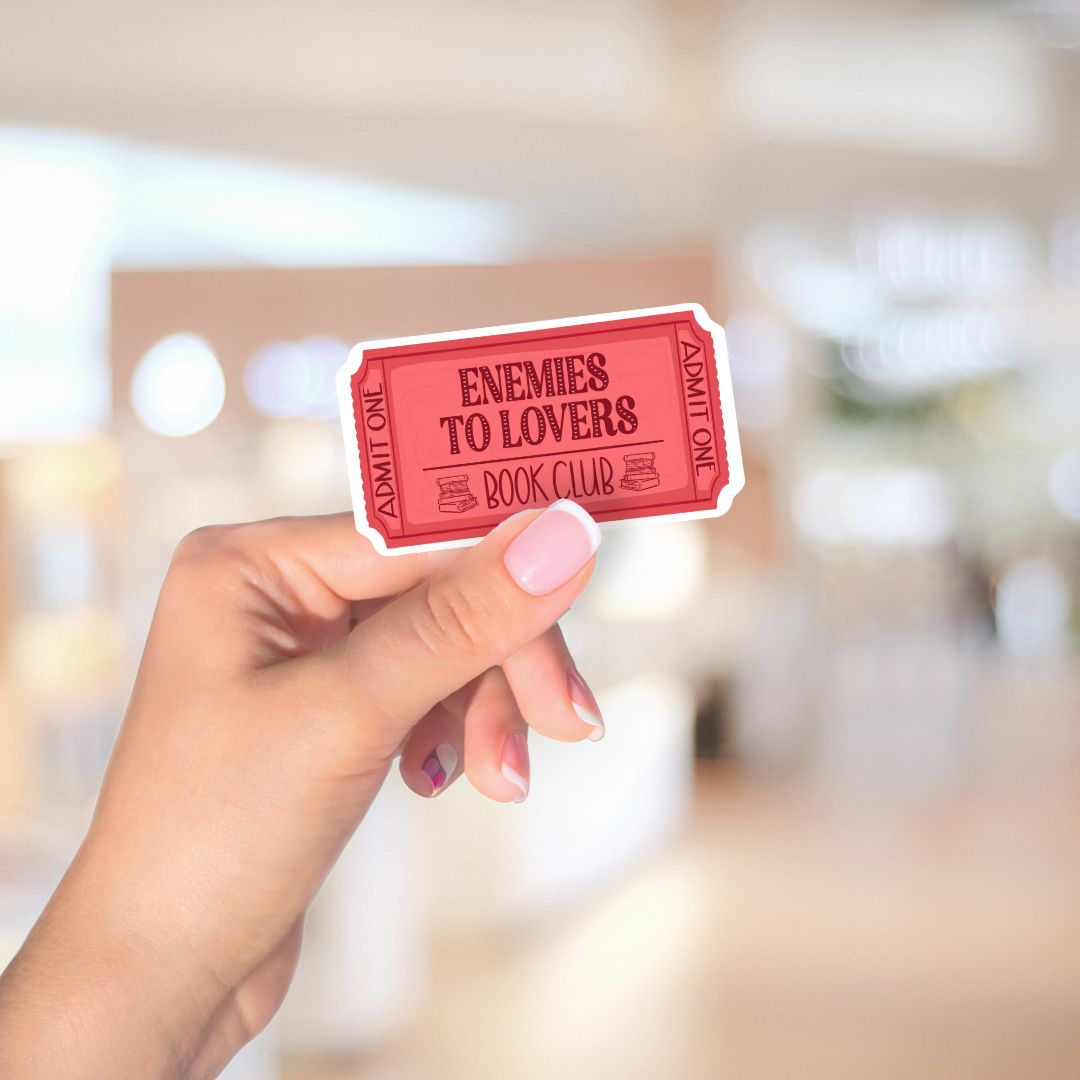 ADMIT ONE
ENEMIES
TO LOVERS
BOOK CLUB
ADMIT ONE